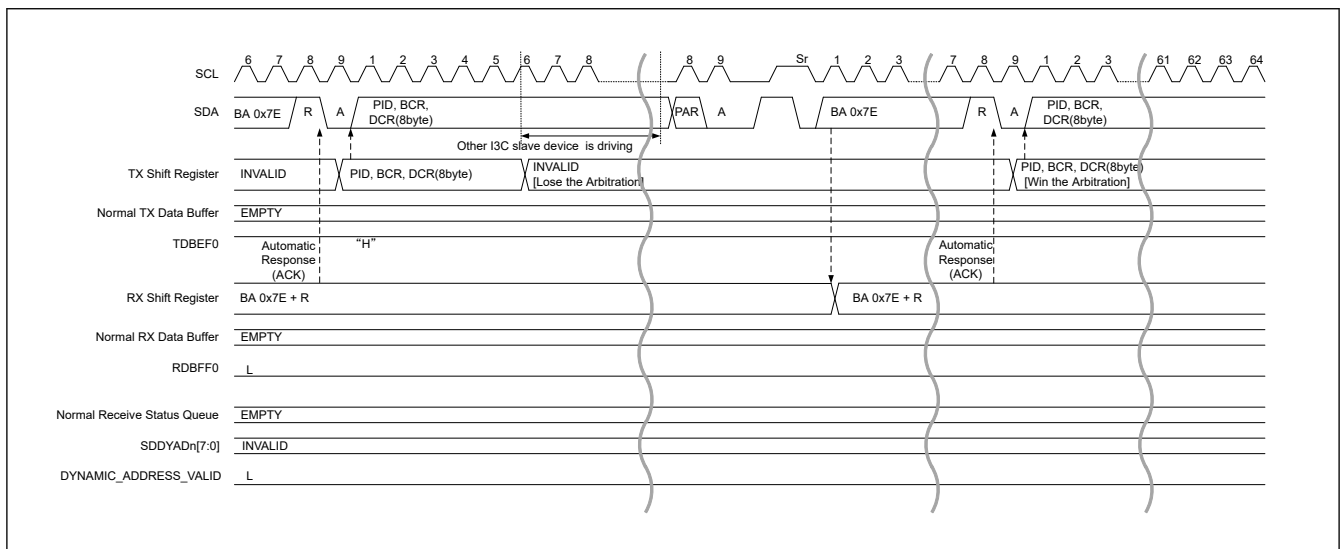 6 7 8 9 1 2 3 4 5 6 7 8 8 9 Sr 1 2 3 7 8 9 1 2 3 61 62 63 64
SCL
SDA BA 0x7E R A PID, BCR, DCR(8byte) PAR A BA 0x7E R A PID, BCR, DCR(8byte)
Other I3C slave device is driving
TX Shift Register INVALID PID, BCR, DCR(8byte) INVALID [Lose the Arbitration] PID, BCR, DCR(8byte) [Win the Arbitration]
Normal TX Data Buffer EMPTY
TDBEF0 Automatic Response (ACK) “H” Automatic Response (ACK)
RX Shift Register BA 0x7E + R BA 0x7E + R
Normal RX Data Buffer EMPTY
RDBFF0 L
Normal Receive Status Queue EMPTY
SDDYADn[7:0] INVALID
DYNAMIC_ADDRESS_VALID L